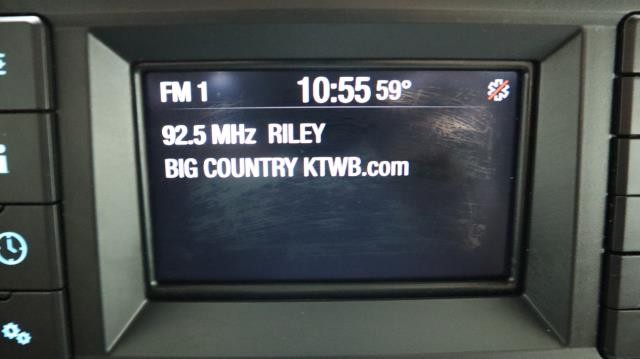 FM 1 10:55 59°
92.5 MHz RILEY
BIG COUNTRY KTWB.com